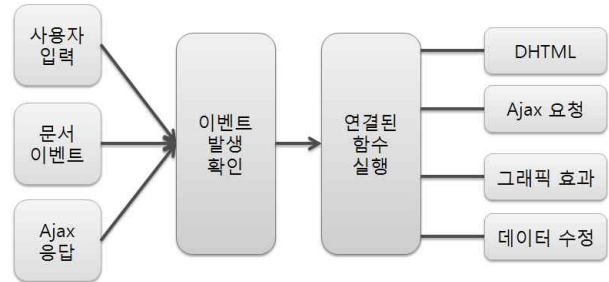 사용자
입력
문서
이벤트
Ajax
응답
이벤트
발생
확인
연결된
함수
실행
DHTML
Ajax 요청
그래픽 효과
데이터 수정